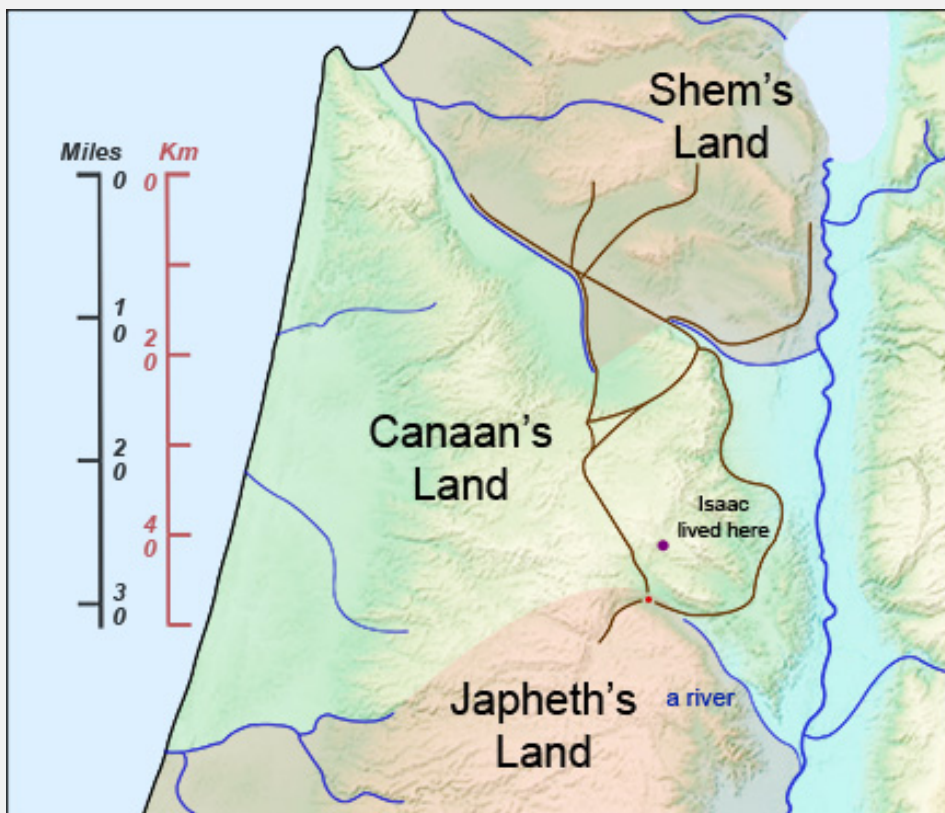 Shem's
Land
Miles
Km
0
0
1
0
2
0
2
0
4
0
3
0
Canaan's
Land
Isaac
lived here
Japheth's
Land
a river